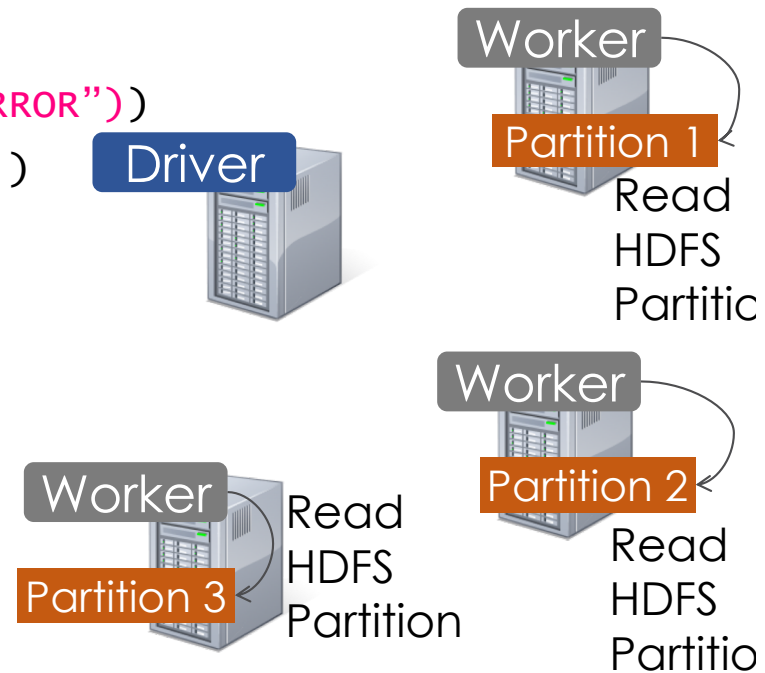 RROR”))
)
Driver
Worker
Partition 1
Read
HDFS
Partitic
Worker
Partition 2
Read
HDFS
Partitio
Worker
Partition 3
Read
HDFS
Partition